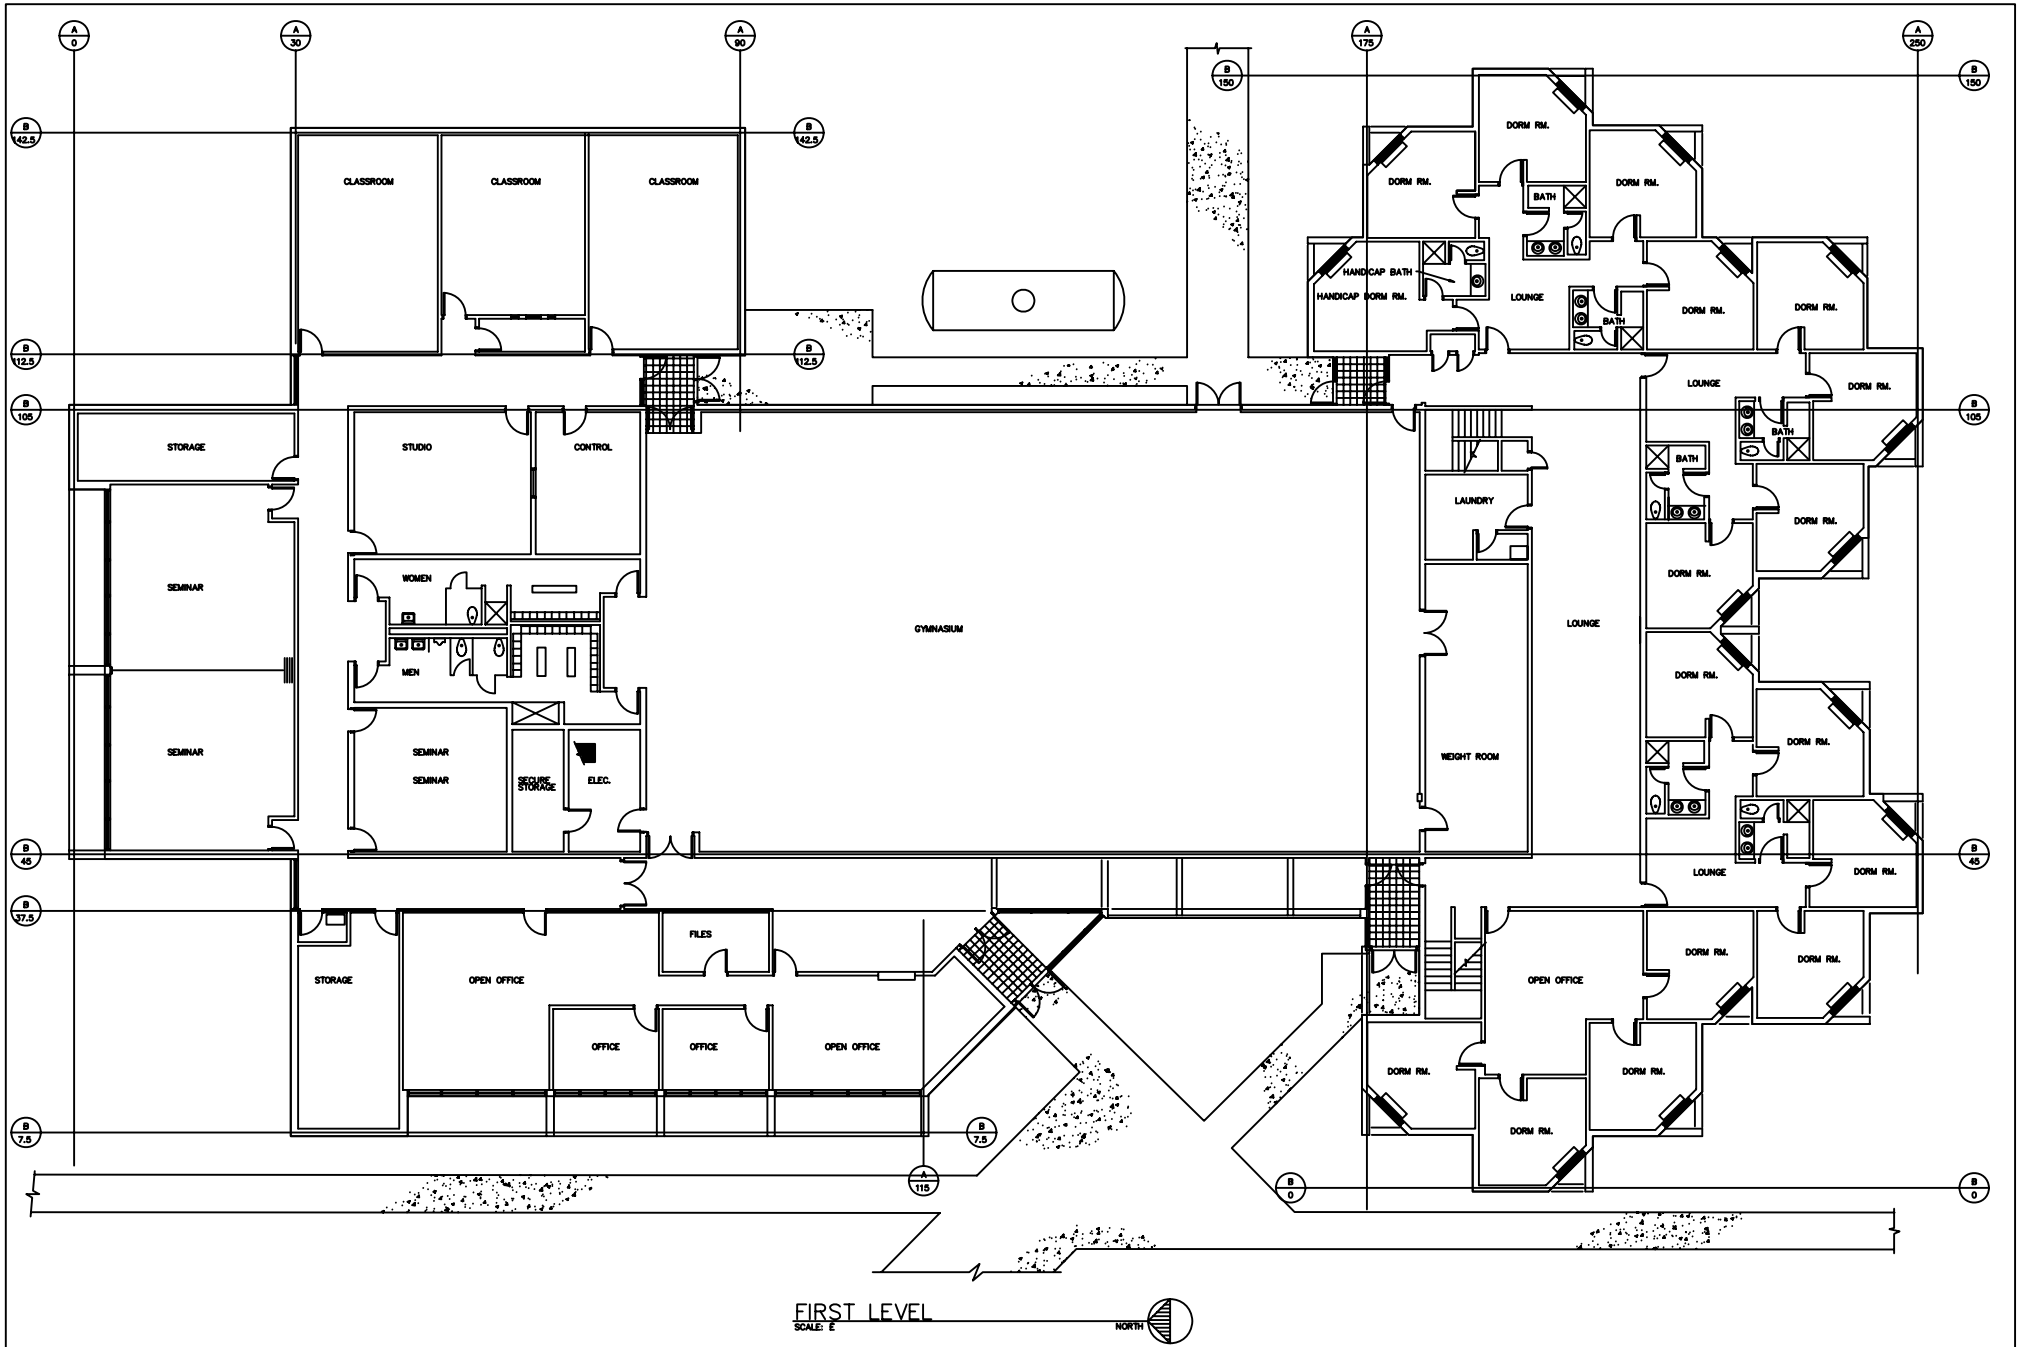 A
0
A
30
A
90
A
175
A
250
B
150
B
150
B
142.5
B
142.5
CLASSROOM
CLASSROOM
CLASSROOM
DORM RM.
DORM RM.
DORM RM.
BATH
HANDICAP BATH
HANDICAP DORM RM.
LOUNGE
BATH
DORM RM.
DORM RM.
B
112.5
B
112.5
LOUNGE
DORM RM.
B
105
B
105
STORAGE
STUDIO
CONTROL
BATH
BATH
LAUNDRY
DORM RM.
DORM RM.
SEMINAR
WOMEN
GYMNASIUM
LOUNGE
MEN
DORM RM.
SEMINAR
SEMINAR
SEMINAR
SECURE
STORAGE
ELEC.
WEIGHT ROOM
DORM RM.
B
45
B
45
LOUNGE
DORM RM.
B
37.5
FILES
STORAGE
OPEN OFFICE
OPEN OFFICE
DORM RM.
DORM RM.
OFFICE
OFFICE
OPEN OFFICE
DORM RM.
DORM RM.
DORM RM.
B
7.5
B
7.5
A
115
B
0
B
0
FIRST LEVEL
SCALE: E
NORTH